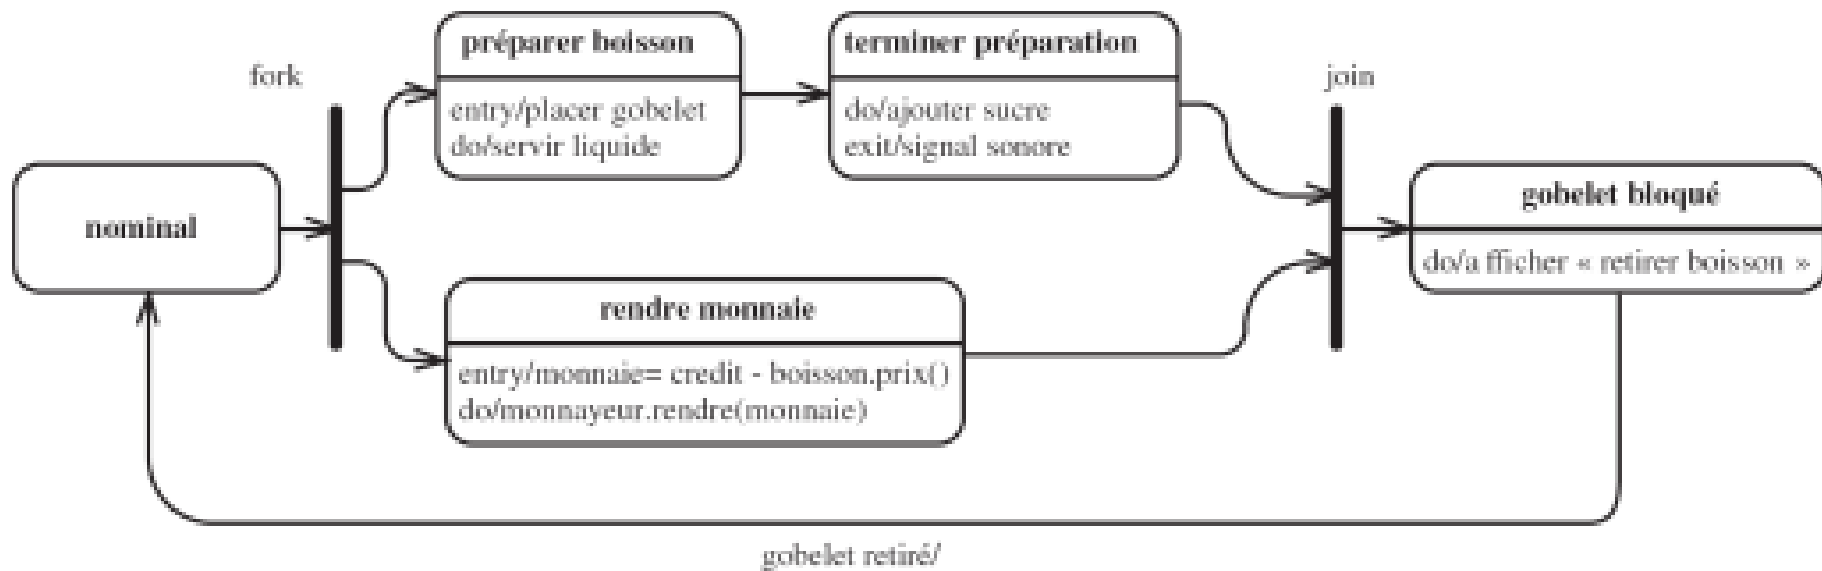 fork
préparer boisson
entry/placer gobelet
do/servir liquide
terminer préparation
do/ajouter sucre
exit/signal sonore
join
nominal
gobelet bloqué
do/a fficher « retirer boisson »
rendre monnaie
entry/monnaie= credit - boisson.prix()
do/monnayeur.rendre(monnaie)
gobelet retiré/